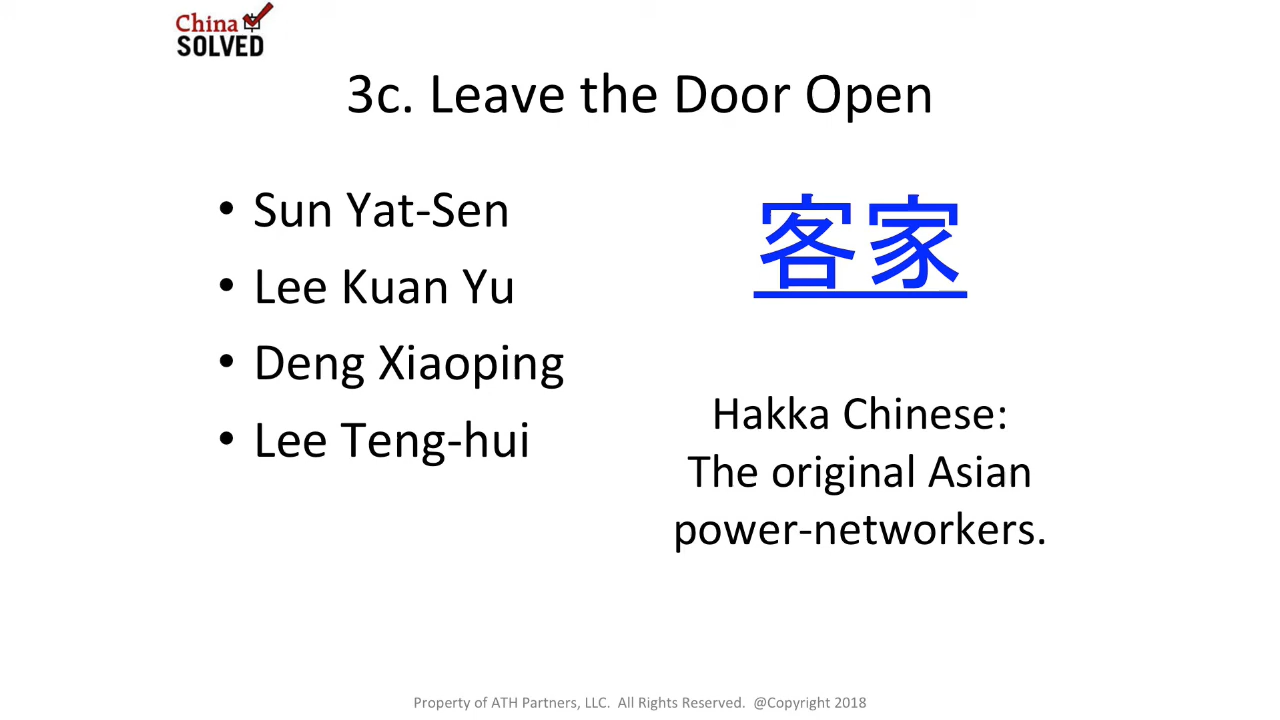 China
SOLVED
3c. Leave the Door Open
• Sun Yat-Sen
• Lee Kuan Yu
• Deng Xiaoping
• Lee Teng-hui
客家
Hakka Chinese:
The original Asian
power-networkers.
Property of ATH Partners, LLC. All Rights Reserved. @Copyright 2018